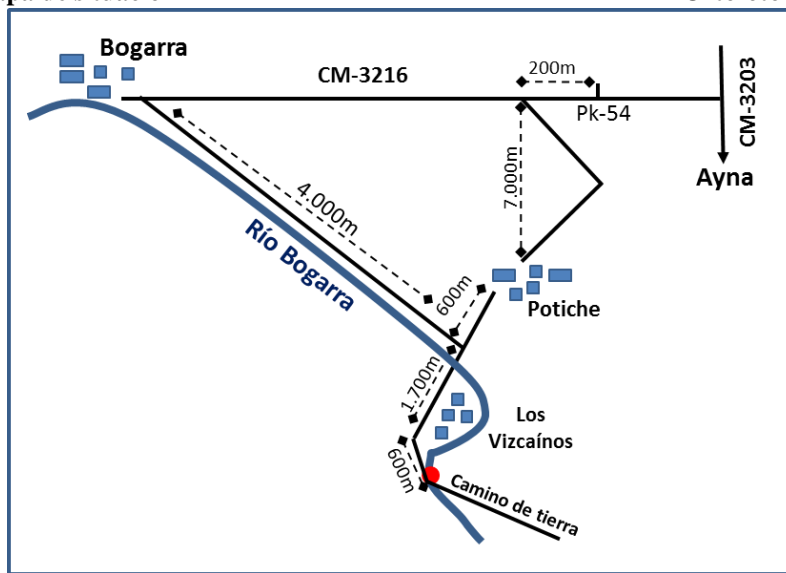 Bogarra
CM-3216
200m
Pk-54
CM-3203
Ayna
7.000m
4.000m
Río Bogarra
600m
Potiche
1.700m
Los
Vizcaínos
600m
Camino de tierra